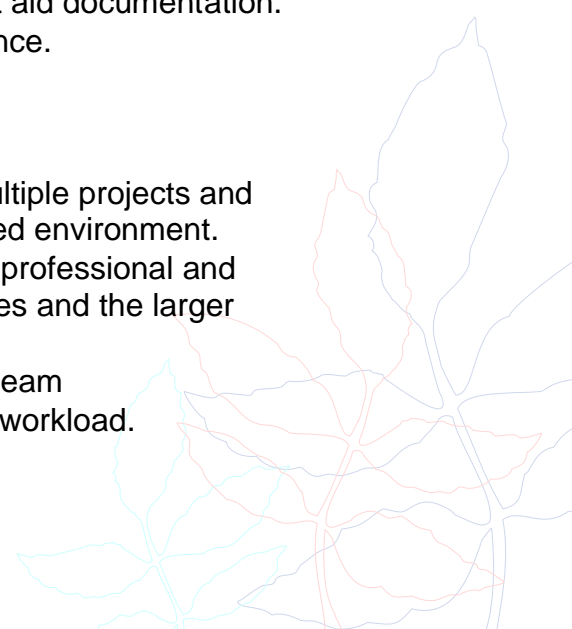 aid documentation.
nce.
ultiple projects and
ed environment.
professional and
es and the larger
eam
workload.